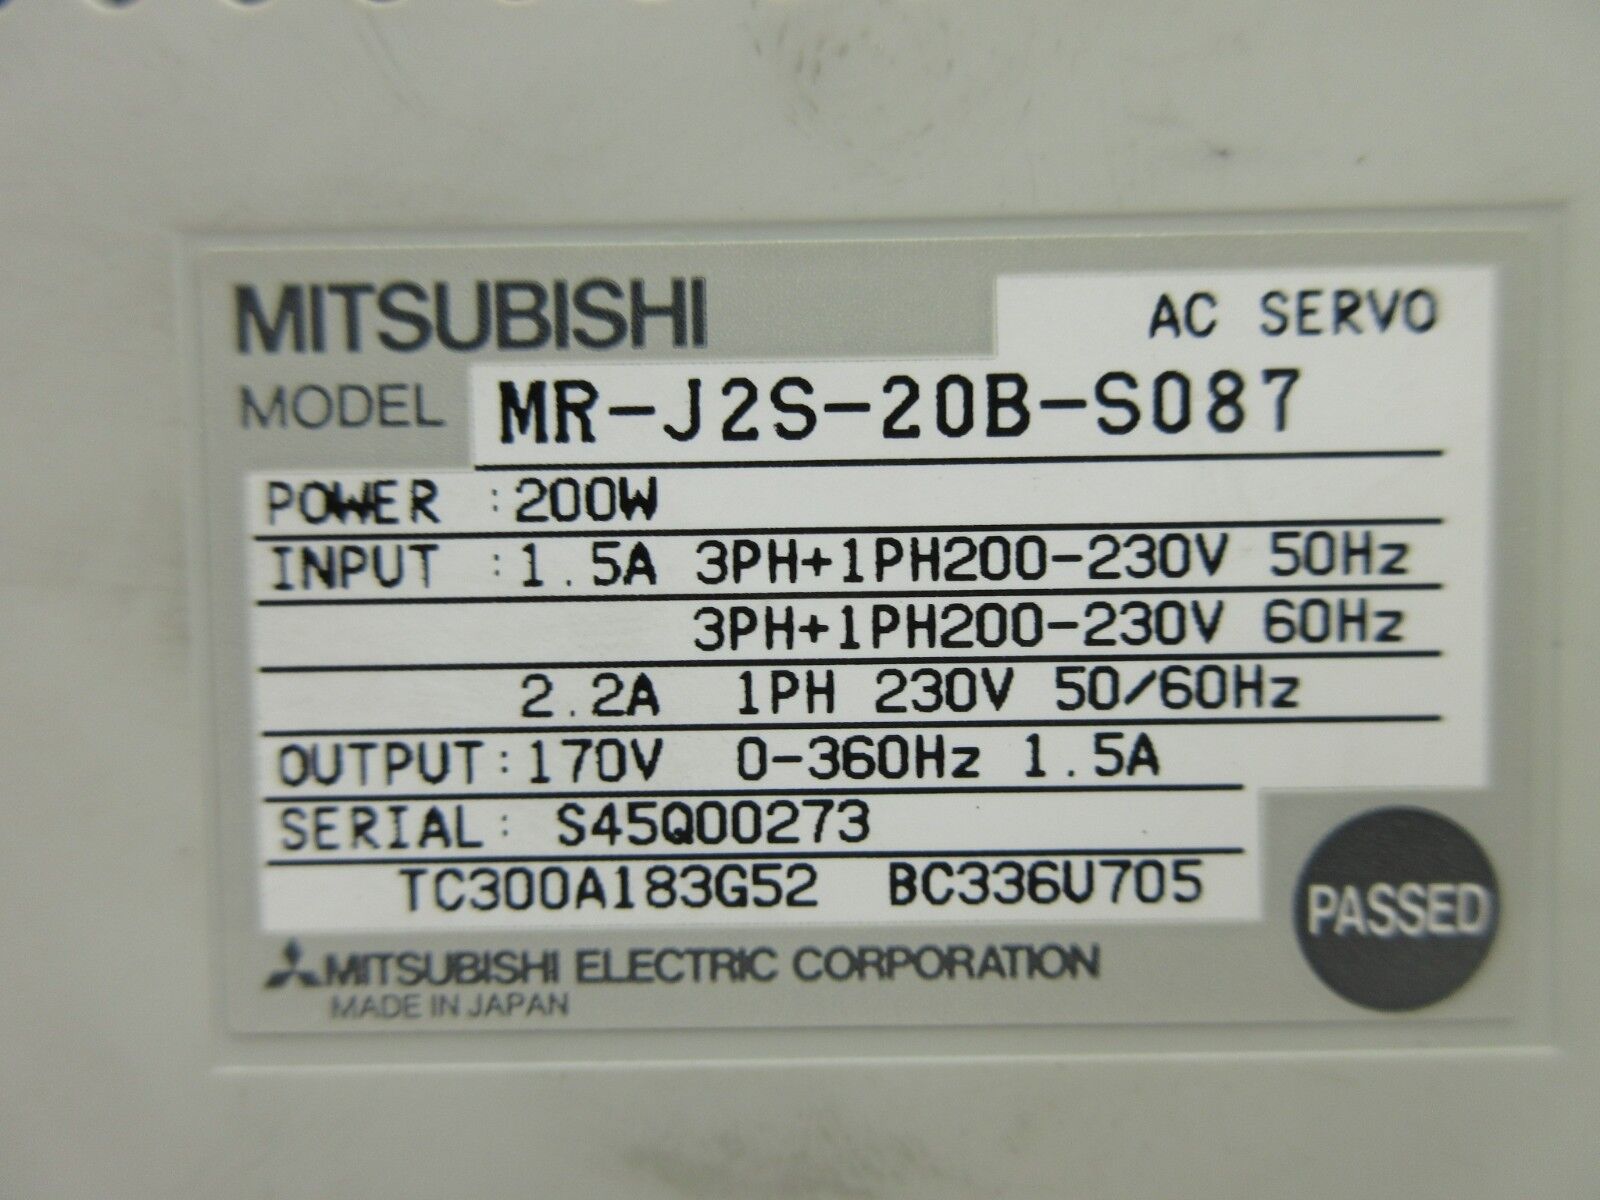 MITSUBISHI AC SERVO
MODEL MR-J2S-20B-S087
POWER :200W
INPUT :1.5A 3PH+1PH200-230V 50Hz
3PH+1PH200-230V 60Hz
2.2A 1PH 230V 50/60Hz
OUTPUT:170V 0-360Hz 1.5A
SERIAL: S45Q00273
TC300A183G52 BC336U705
PASSED
MITSUBISHI ELECTRIC CORPORATION
MADE IN JAPAN